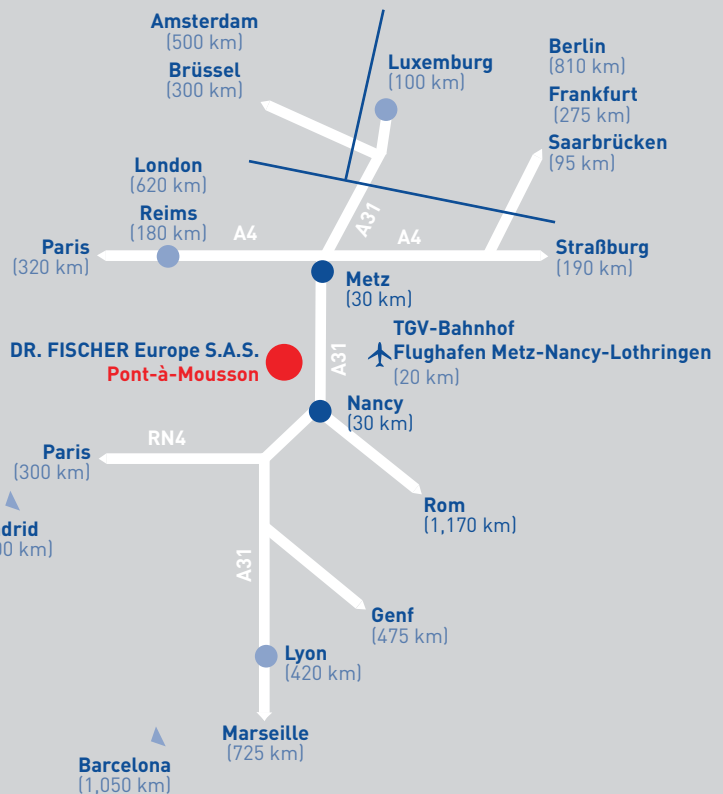 Amsterdam
(500 km)
Brüssel
(300 km)
Luxemburg
(100 km)
Berlin
(810 km)
Frankfurt
(275 km)
Saarbrücken
(95 km)
London
(620 km)
Reims
(180 km)
A31
Paris
(320 km)
A4
A4
Straßburg
(190 km)
Metz
(30 km)
DR. FISCHER Europe S.A.S.
Pont-à-Mousson
A31
TGV-Bahnhof
Flughafen Metz-Nancy-Lothringen
(20 km)
Nancy
(30 km)
Paris
(300 km)
RN4
Rom
(1,170 km)
drid
0 km)
A31
Genf
(475 km)
Lyon
(420 km)
Marseille
(725 km)
Barcelona
(1,050 km)